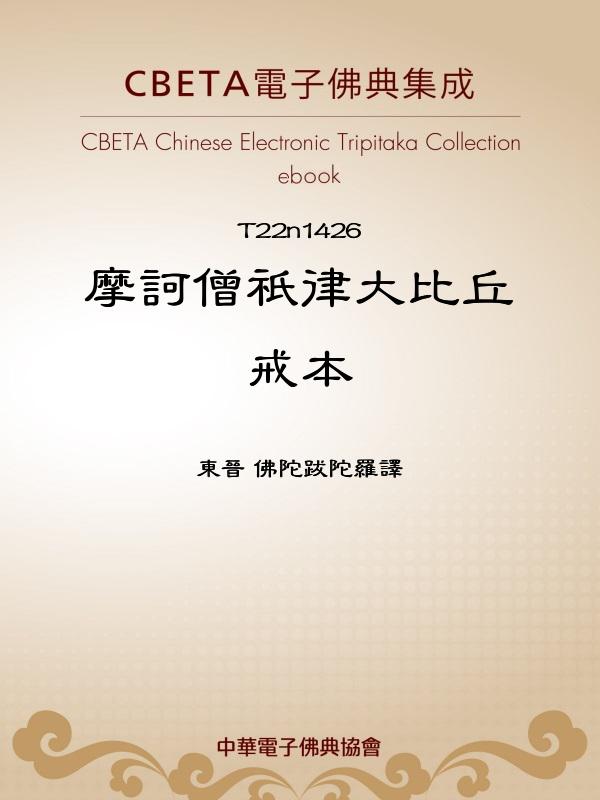 CBETA電子佛典集成
CBETA Chinese Electronic Tripitaka Collection
ebook
T22n1426
摩訶僧祇律大比丘
戒本
東晉 佛陀跋陀羅譯
中華電子佛典協會